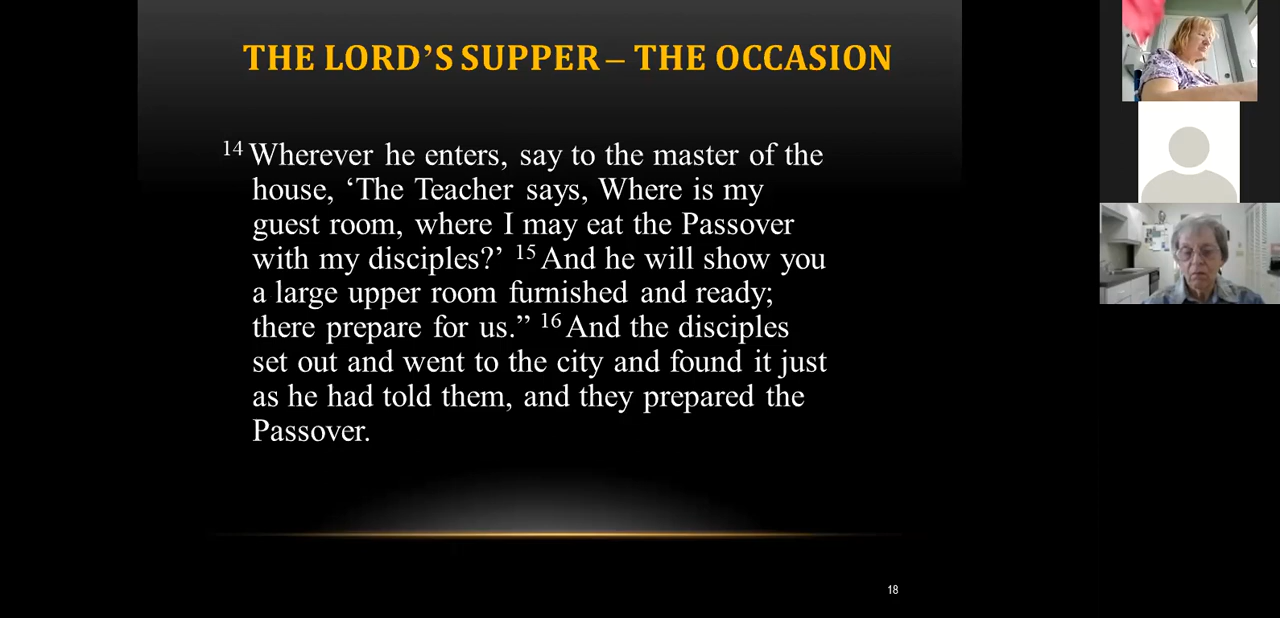 THE LORD’S SUPPER – THE OCCASION
14 Wherever he enters, say to the master of the
house, ‘The Teacher says, Where is my
guest room, where I may eat the Passover
with my disciples?’ 15 And he will show you
a large upper room furnished and ready;
there prepare for us.” 16 And the disciples
set out and went to the city and found it just
as he had told them, and they prepared the
Passover.
18